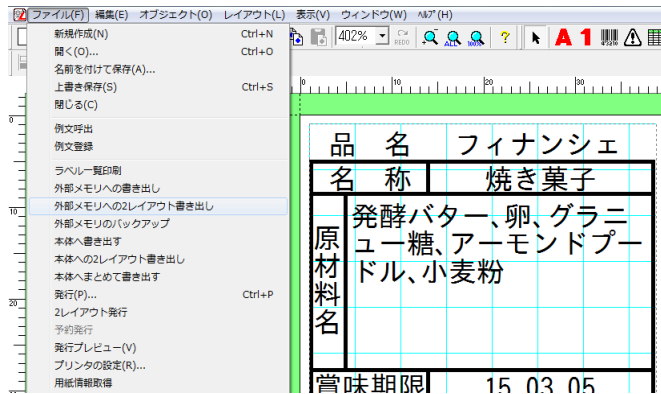 ファイル(F) 編集(E) オブジェクト(O) レイアウト(L) 表示(V) ウィンドウ(W) ﾍﾙﾌﾟ(H)
402%
REDO
ALL
100%
?
A 1
新規作成(N) Ctrl+N
開く(O)... Ctrl+O
名前を付けて保存(A)...
上書き保存(S) Ctrl+S
閉じる(C)
例文呼出
例文登録
ラベル一覧印刷
外部メモリへの書き出し
外部メモリへの2レイアウト書き出し
外部メモリのバックアップ
本体へ書き出す
本体への2レイアウト書き出し
本体へまとめて書き出す
発行(P)... Ctrl+P
2レイアウト発行
予約発行
発行プレビュー(V)
プリンタの設定(R)...
用紙情報取得
0 10 20 30
0
10
20
品名 フィナンシェ
名称 焼き菓子
原材料名
発酵バター、卵、グラニ
ュー糖、アーモンドプー
ドル、小麦粉
賞味期限 15.03.05